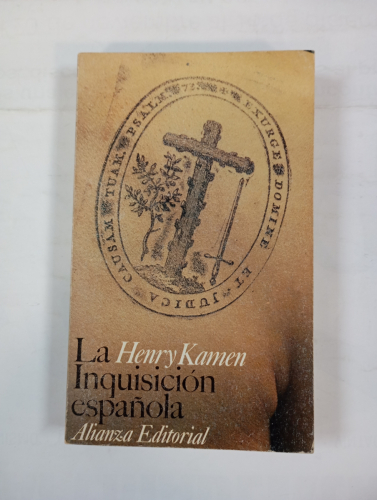 EXURGE DOMINE ET JUDICA CAUSAM TUAM. PSALM. 73
La Henry Kamen
Inquisición
española
Alianza Editorial